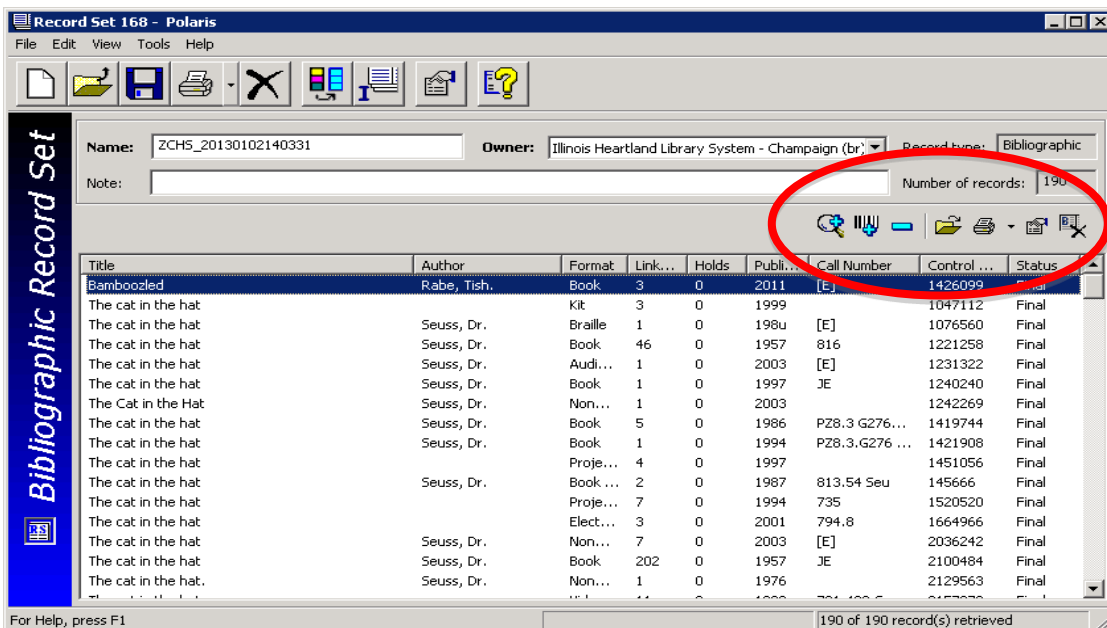 Record Set 168 - Polaris
File Edit View Tools Help
Bibliographic Record Set
Name: ZCHS_20130102140331 Owner: Illinois Heartland Library System - Champaign (br) Record type: Bibliographic
Note: Number of records: 190
Title Author Format Link... Holds Publi... Call Number Control ... Status
Bamboozled Rabe, Tish. Book 3 0 2011 [E] 1426099 Final
The cat in the hat Kit 3 0 1999 1047112 Final
The cat in the hat Seuss, Dr. Braille 1 0 198u [E] 1076560 Final
The cat in the hat Seuss, Dr. Book 46 0 1957 816 1221258 Final
The cat in the hat Seuss, Dr. Audi... 1 0 2003 [E] 1231322 Final
The cat in the hat Seuss, Dr. Book 1 0 1997 JE 1240240 Final
The Cat in the Hat Seuss, Dr. Non... 1 0 2003 1242269 Final
The cat in the hat Seuss, Dr. Book 5 0 1986 PZ8.3 G276... 1419744 Final
The cat in the hat Seuss, Dr. Book 1 0 1994 PZ8.3.G276 ... 1421908 Final
The cat in the hat Proje... 4 0 1997 1451056 Final
The cat in the hat Seuss, Dr. Book ... 2 0 1987 813.54 Seu 145666 Final
The cat in the hat Proje... 7 0 1994 735 1520520 Final
The cat in the hat Elect... 3 0 2001 794.8 1664966 Final
The cat in the hat Seuss, Dr. Non... 7 0 2003 [E] 2036242 Final
The cat in the hat Seuss, Dr. Book 202 0 1957 JE 2100484 Final
The cat in the hat. Seuss, Dr. Non... 1 0 1976 2129563 Final
For Help, press F1 190 of 190 record(s) retrieved